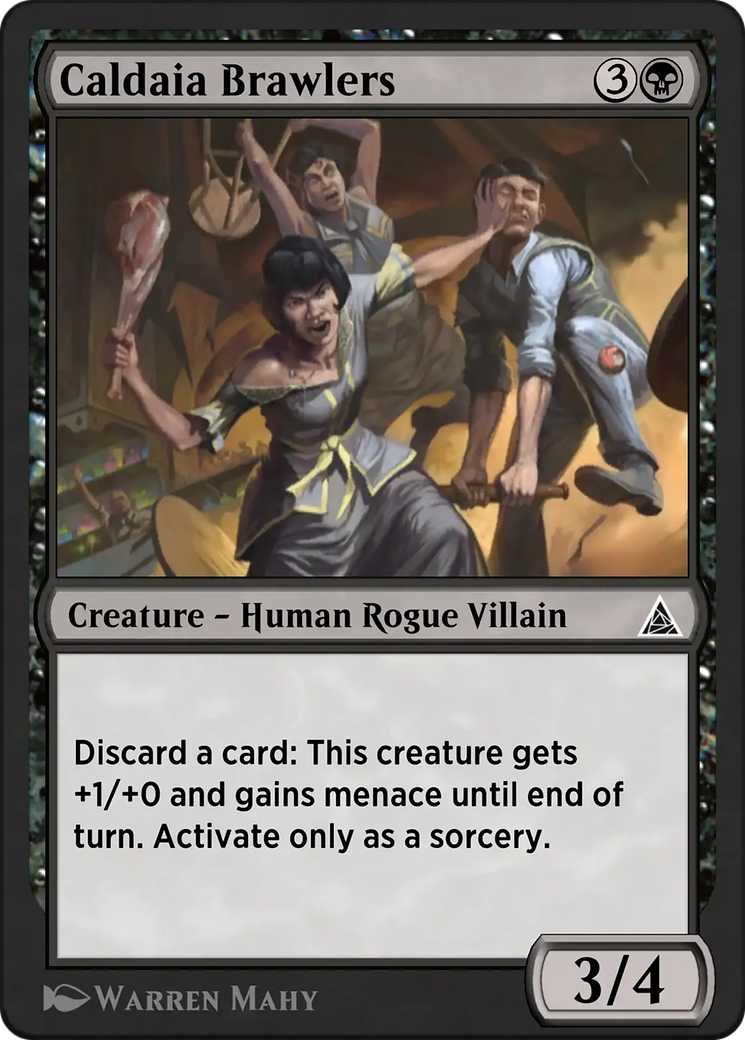 Caldaia Brawlers 3
Creature – Human Rogue Villain
Discard a card: This creature gets
+1/+0 and gains menace until end of
turn. Activate only as a sorcery.
3/4
Warren Mahy